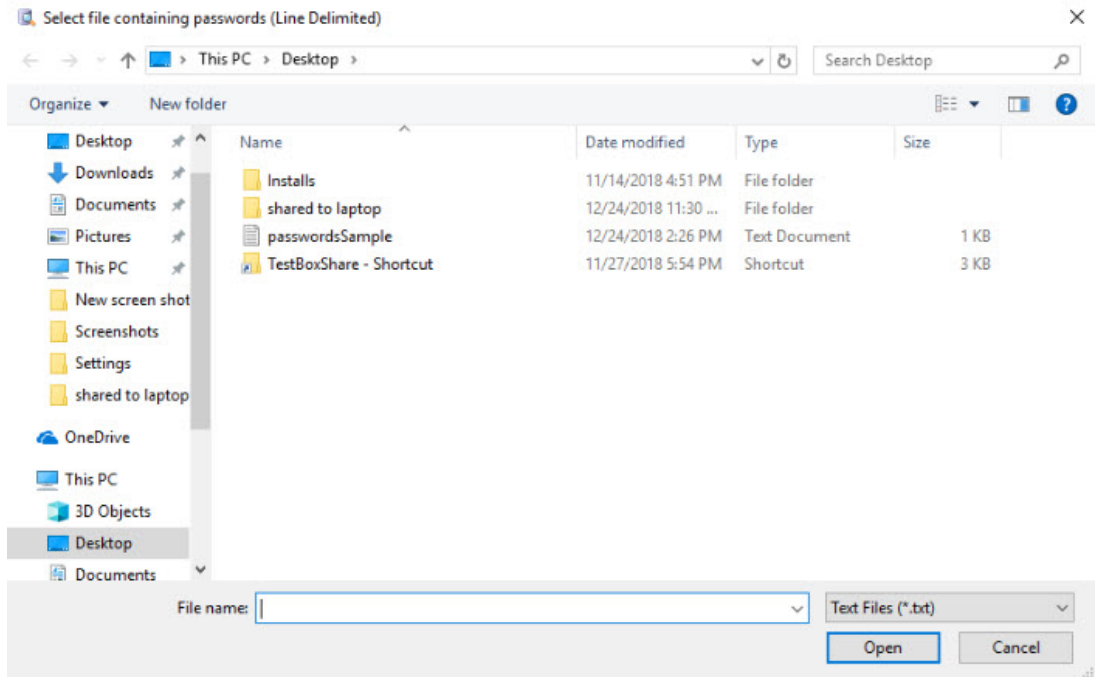 Select file containing passwords (Line Delimited)
This PC > Desktop >
Search Desktop
Organize
New folder
Name
Date modified
Type
Size
Installs 11/14/2018 4:51 PM File folder
shared to laptop 12/24/2018 11:30 ... File folder
passwordsSample 12/24/2018 2:26 PM Text Document 1 KB
TestBoxShare - Shortcut 11/27/2018 5:54 PM Shortcut 3 KB
Desktop
Downloads
Documents
Pictures
This PC
New screen shot
Screenshots
Settings
shared to laptop
OneDrive
This PC
3D Objects
Desktop
Documents
File name:
Text Files (*.txt)
Open
Cancel